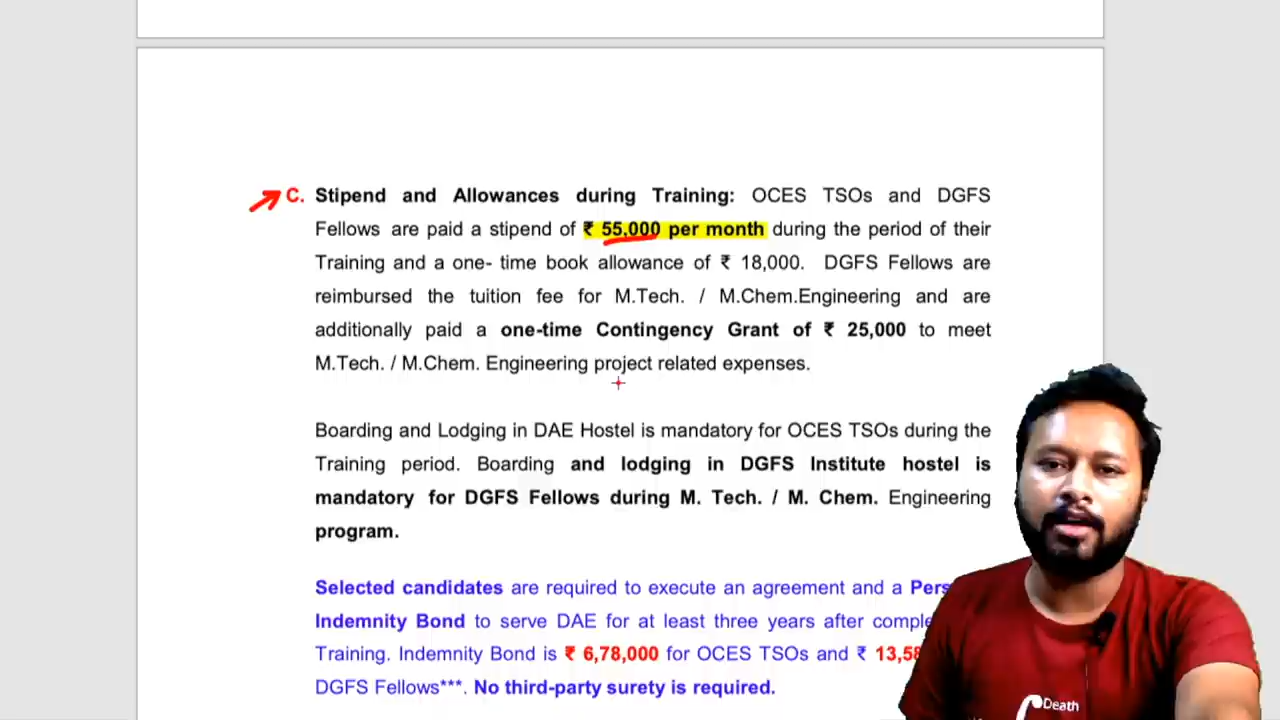 C. Stipend and Allowances during Training: OCES TSOs and DGFS
Fellows are paid a stipend of ₹ 55,000 per month during the period of their
Training and a one- time book allowance of ₹ 18,000. DGFS Fellows are
reimbursed the tuition fee for M.Tech. / M.Chem.Engineering and are
additionally paid a one-time Contingency Grant of ₹ 25,000 to meet
M.Tech. / M.Chem. Engineering project related expenses.
Boarding and Lodging in DAE Hostel is mandatory for OCES TSOs during the
Training period. Boarding and lodging in DGFS Institute hostel is
mandatory for DGFS Fellows during M. Tech. / M. Chem. Engineering
program.
Selected candidates are required to execute an agreement and a
Indemnity Bond to serve DAE for at least three years after
Training. Indemnity Bond is ₹ 6,78,000 for OCES TSOs and ₹
DGFS Fellows***. No third-party surety is required.
Death